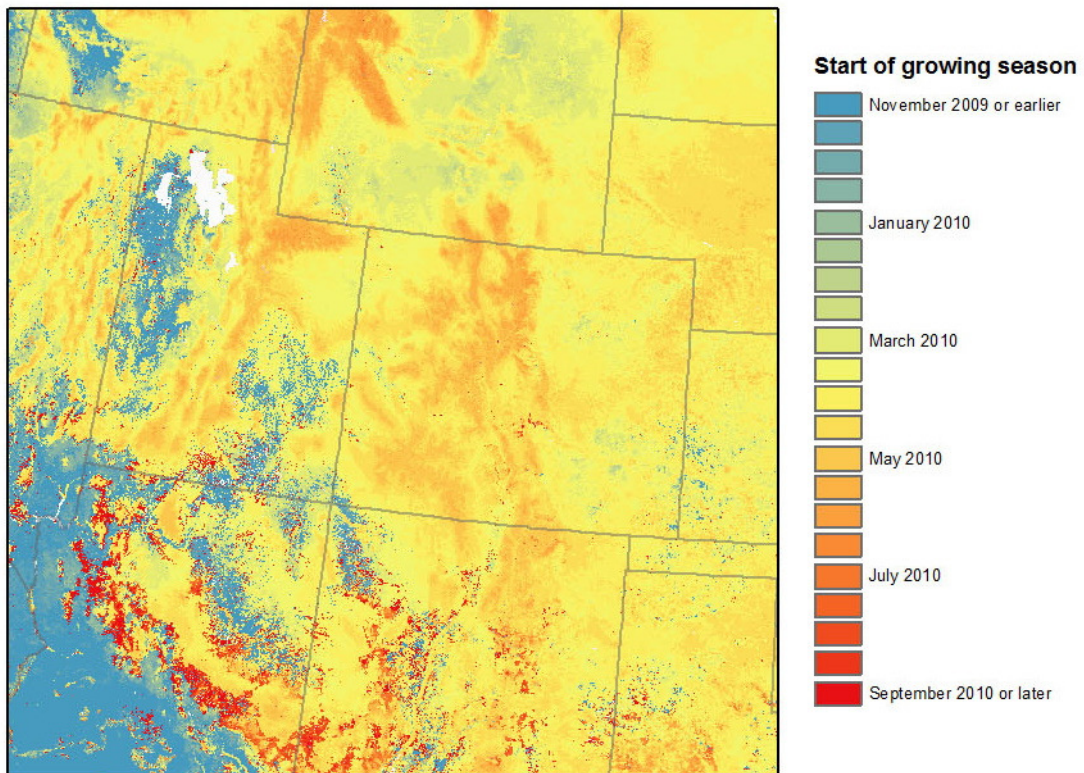 Start of growing season
November 2009 or earlier
January 2010
March 2010
May 2010
July 2010
September 2010 or later